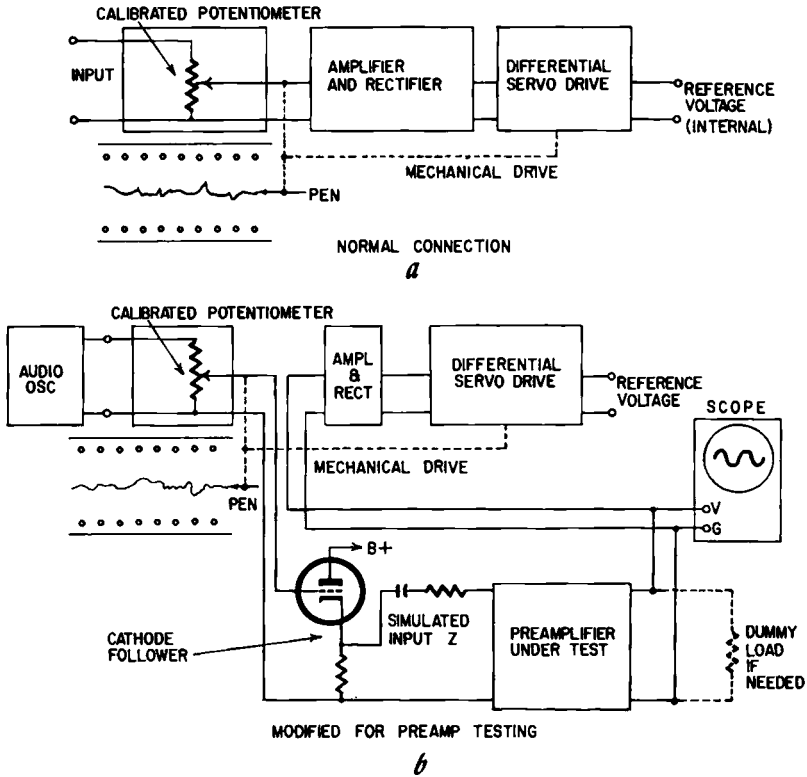 CALIBRATED POTENTIOMETER
INPUT
AMPLIFIER
AND RECTIFIER
DIFFERENTIAL
SERVO DRIVE
REFERENCE
VOLTAGE
(INTERNAL)
MECHANICAL DRIVE
PEN
NORMAL CONNECTION
a
CALIBRATED POTENTIOMETER
AUDIO
OSC
AMPL
&
RECT
DIFFERENTIAL
SERVO DRIVE
REFERENCE
VOLTAGE
SCOPE
MECHANICAL DRIVE
PEN
V
G
B+
SIMULATED
INPUT Z
PREAMPLIFIER
UNDER TEST
DUMMY
LOAD
IF
NEEDED
CATHODE
FOLLOWER
MODIFIED FOR PREAMP TESTING
b